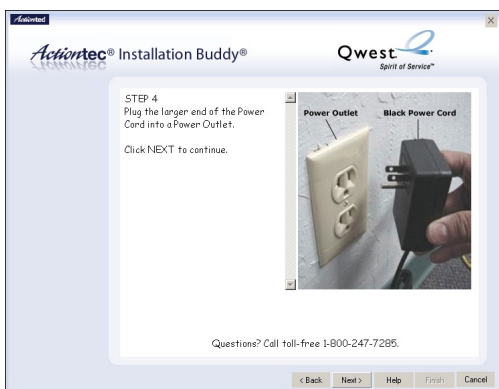 Actiontec
Actiontec® Installation Buddy®
Qwest
Spirit of Service™
STEP 4
Plug the larger end of the Power
Cord into a Power Outlet.
Click NEXT to continue.
Power Outlet
Black Power Cord
Questions? Call toll-free 1-800-247-7285.
< Back
Next >
Help
Finish
Cancel